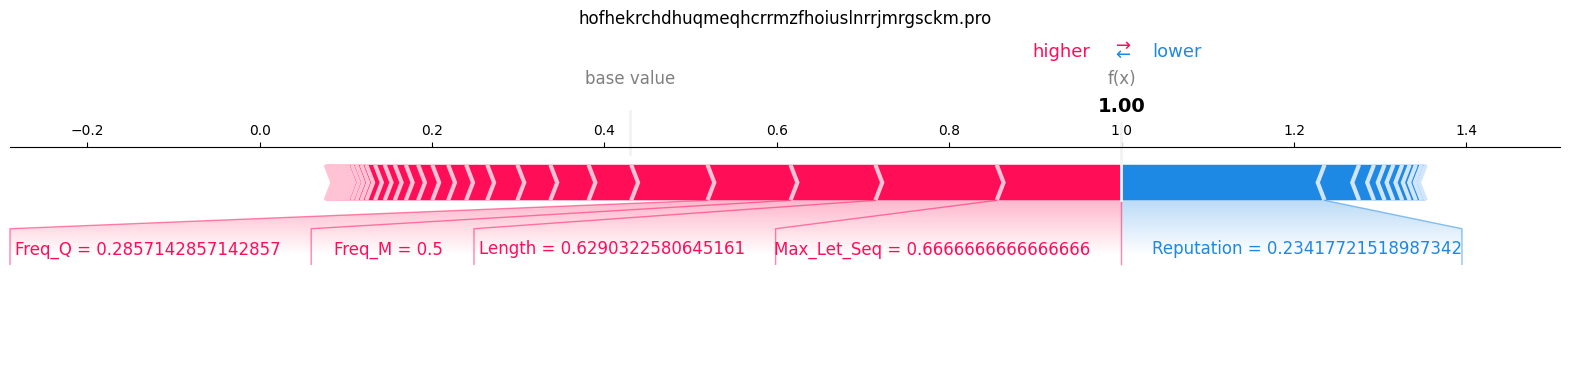 hofhekrchdhuqmeqhcrrmzfhoiuslnrrjmrgsckm.pro
higher → ← lower
base value f(x)
1.00
−0.2 0.0 0.2 0.4 0.6 0.8 1.0 1.2 1.4
Freq_Q = 0.2857142857142857 Freq_M = 0.5 Length = 0.6290322580645161 Max_Let_Seq = 0.6666666666666666 Reputation = 0.23417721518987342